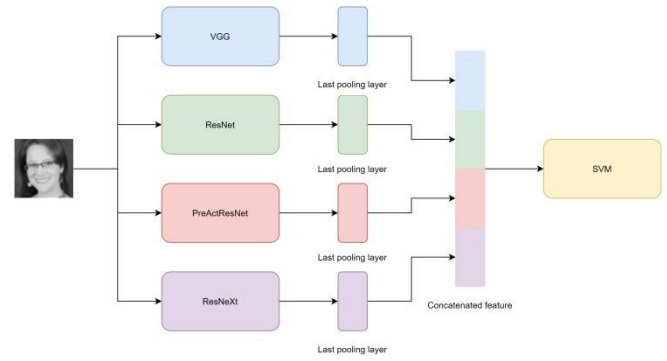 VGG
Last pooling layer
ResNet
Last pooling layer
PreActResNet
Last pooling layer
ResNeXt
Last pooling layer
Concatenated feature
SVM